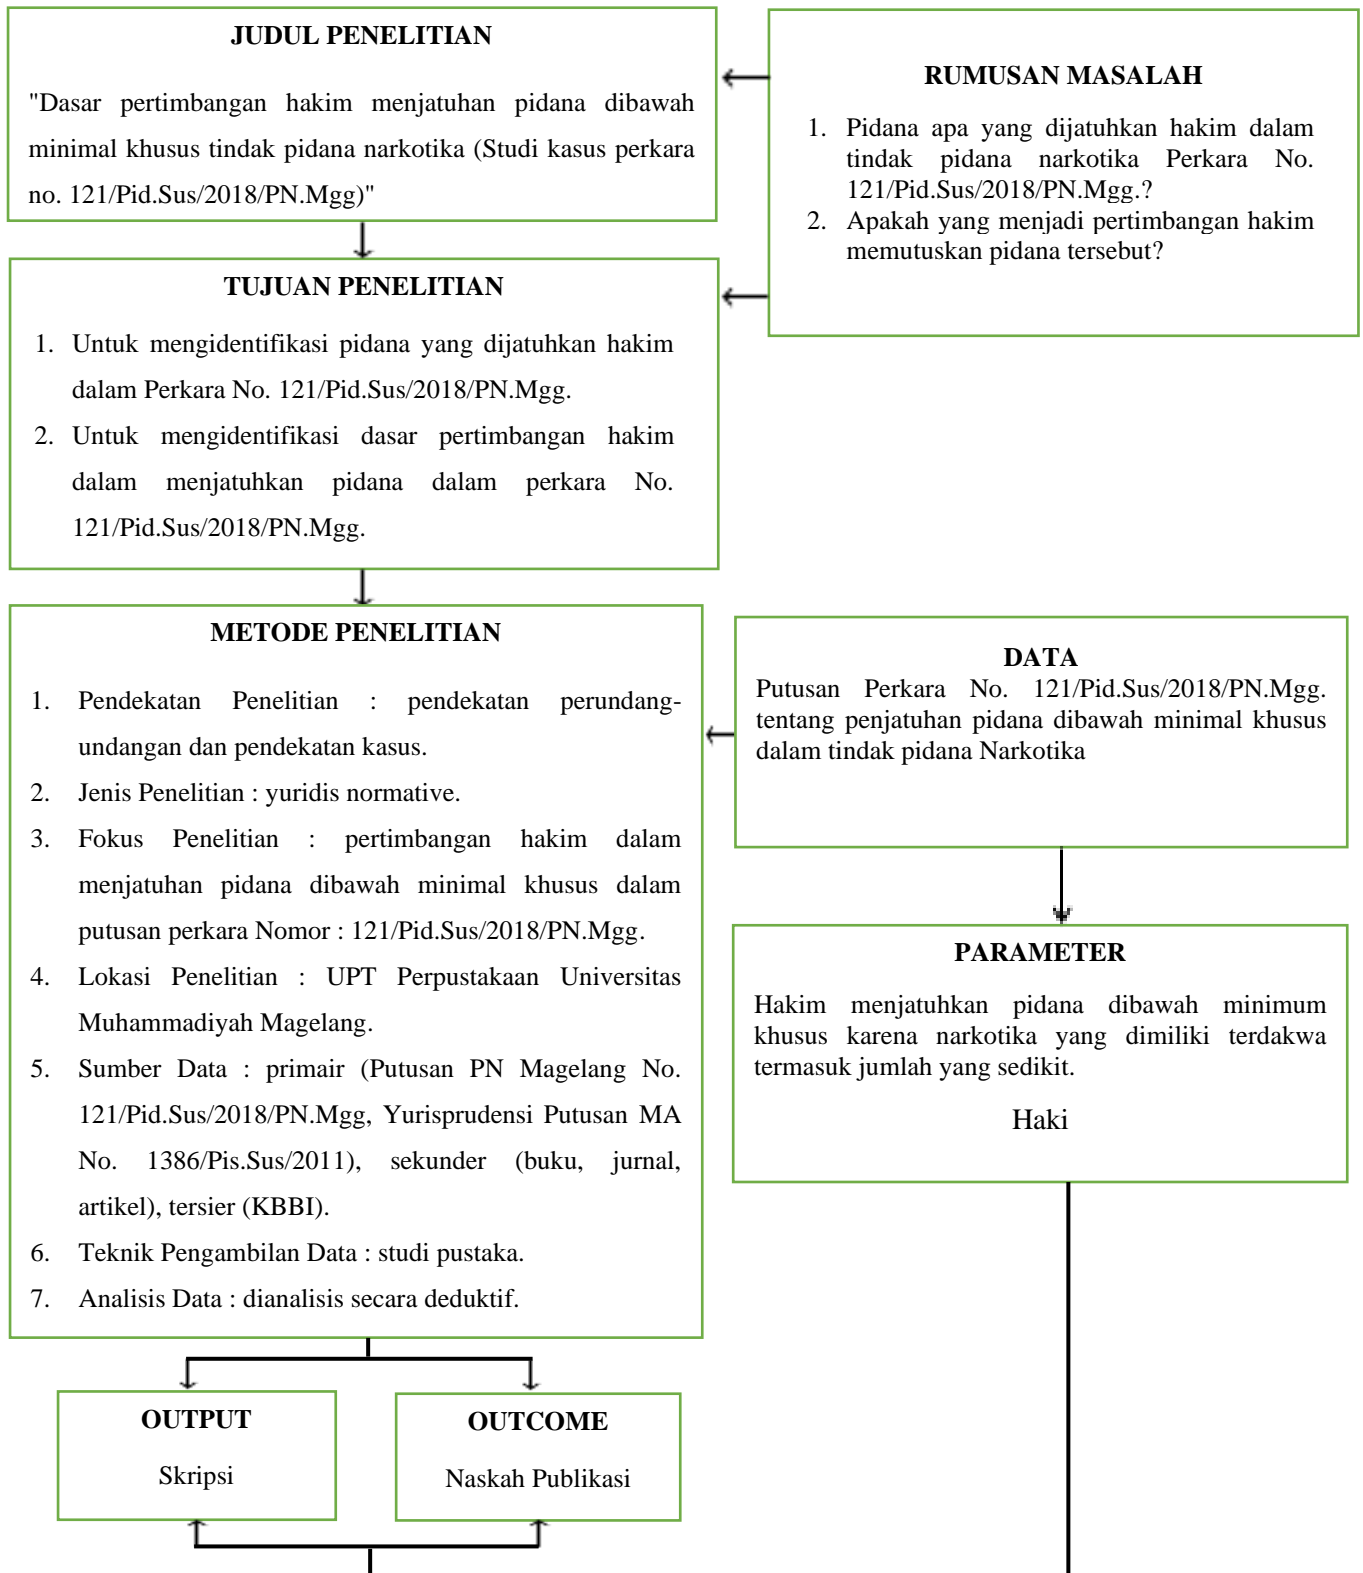 JUDUL PENELITIAN
"Dasar pertimbangan hakim menjatuhan pidana dibawah
minimal khusus tindak pidana narkotika (Studi kasus perkara
no. 121/Pid.Sus/2018/PN.Mgg)"
RUMUSAN MASALAH
1. Pidana apa yang dijatuhkan hakim dalam
tindak pidana narkotika Perkara No.
121/Pid.Sus/2018/PN.Mgg.?
2. Apakah yang menjadi pertimbangan hakim
memutuskan pidana tersebut?
TUJUAN PENELITIAN
1. Untuk mengidentifikasi pidana yang dijatuhkan hakim
dalam Perkara No. 121/Pid.Sus/2018/PN.Mgg.
2. Untuk mengidentifikasi dasar pertimbangan hakim
dalam menjatuhkan pidana dalam perkara No.
121/Pid.Sus/2018/PN.Mgg.
METODE PENELITIAN
1. Pendekatan Penelitian : pendekatan perundang-
undangan dan pendekatan kasus.
2. Jenis Penelitian : yuridis normative.
3. Fokus Penelitian : pertimbangan hakim dalam
menjatuhan pidana dibawah minimal khusus dalam
putusan perkara Nomor : 121/Pid.Sus/2018/PN.Mgg.
4. Lokasi Penelitian : UPT Perpustakaan Universitas
Muhammadiyah Magelang.
5. Sumber Data : primair (Putusan PN Magelang No.
121/Pid.Sus/2018/PN.Mgg, Yurisprudensi Putusan MA
No. 1386/Pis.Sus/2011), sekunder (buku, jurnal,
artikel), tersier (KBBI).
6. Teknik Pengambilan Data : studi pustaka.
7. Analisis Data : dianalisis secara deduktif.
DATA
Putusan Perkara No. 121/Pid.Sus/2018/PN.Mgg.
tentang penjatuhan pidana dibawah minimal khusus
dalam tindak pidana Narkotika
PARAMETER
Hakim menjatuhkan pidana dibawah minimum
khusus karena narkotika yang dimiliki terdakwa
termasuk jumlah yang sedikit.
Haki
OUTPUT
Skripsi
OUTCOME
Naskah Publikasi